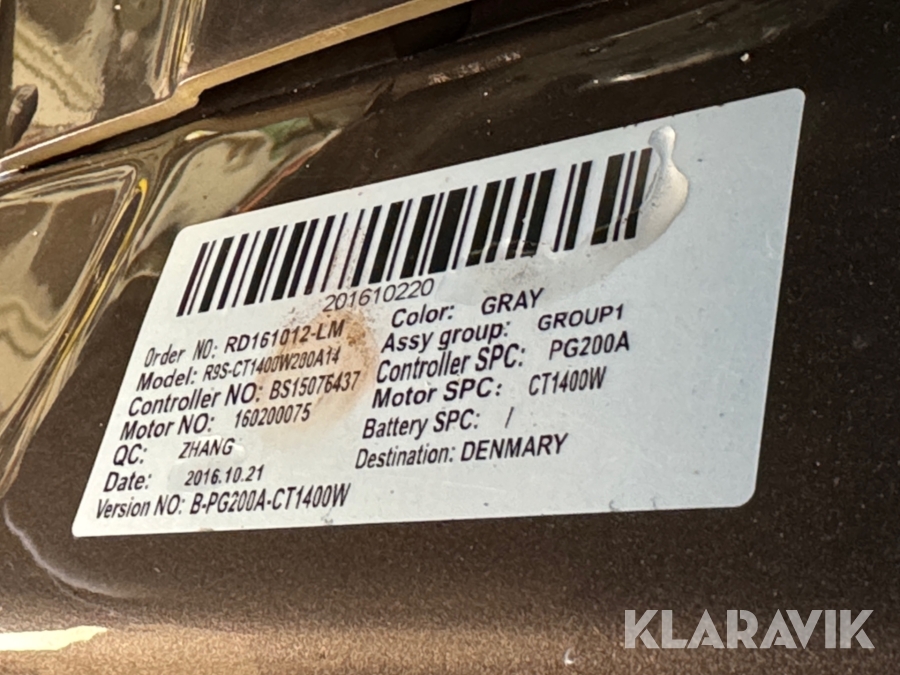 201610220
Order NO: RD161012-LM
Model: R9S-CT1400W200A14
Controller NO: BS15076437
Motor NO: 160200075
QC: ZHANG
Date: 2016.10.21
Version NO: B-PG200A-CT1400W
Color: GRAY
Assy group: GROUP1
Controller SPC: PG200A
Motor SPC: CT1400W
Battery SPC: /
Destination: DENMARY
KLARAVIK